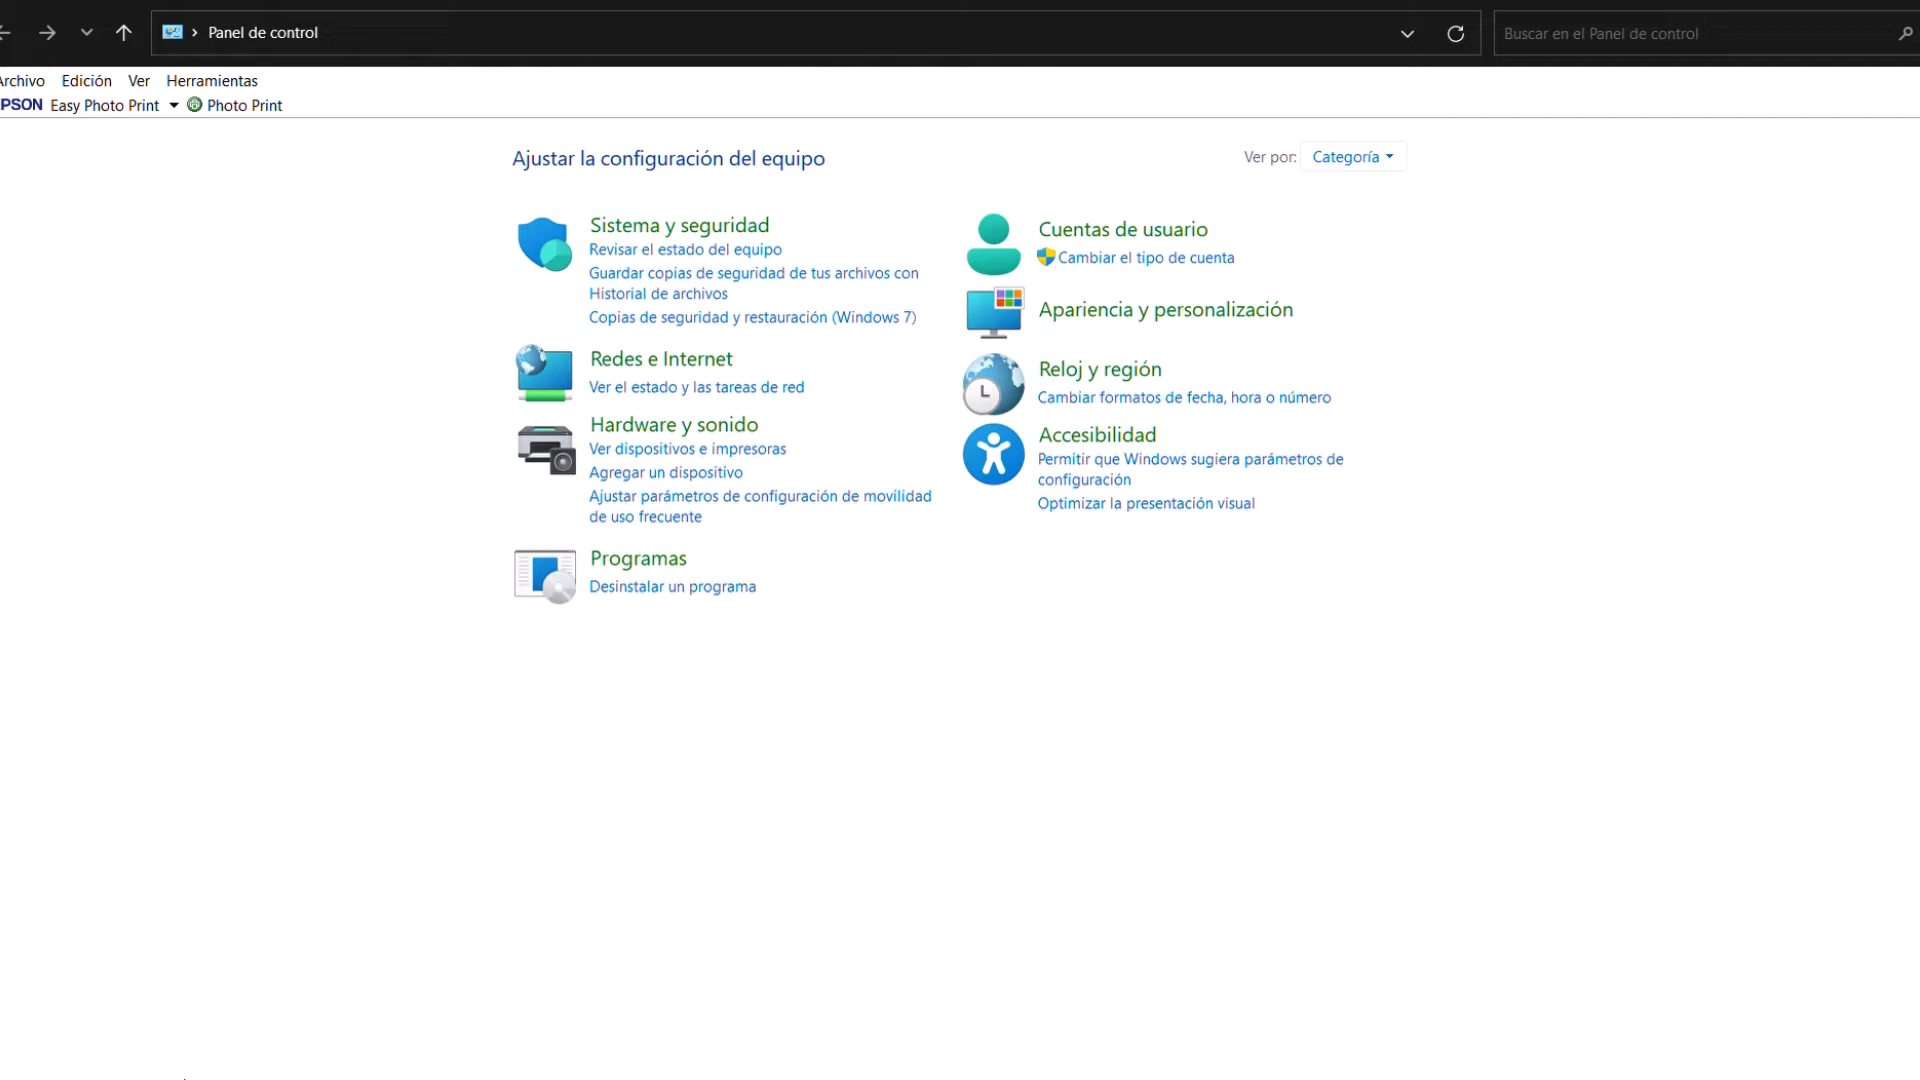 Panel de control
Buscar en el Panel de control
Archivo Edición Ver Herramientas
EPSON Easy Photo Print Photo Print
Ajustar la configuración del equipo
Ver por: Categoría
Sistema y seguridad
Revisar el estado del equipo
Guardar copias de seguridad de tus archivos con
Historial de archivos
Copias de seguridad y restauración (Windows 7)
Redes e Internet
Ver el estado y las tareas de red
Hardware y sonido
Ver dispositivos e impresoras
Agregar un dispositivo
Ajustar parámetros de configuración de movilidad
de uso frecuente
Programas
Desinstalar un programa
Cuentas de usuario
Cambiar el tipo de cuenta
Apariencia y personalización
Reloj y región
Cambiar formatos de fecha, hora o número
Accesibilidad
Permitir que Windows sugiera parámetros de
configuración
Optimizar la presentación visual